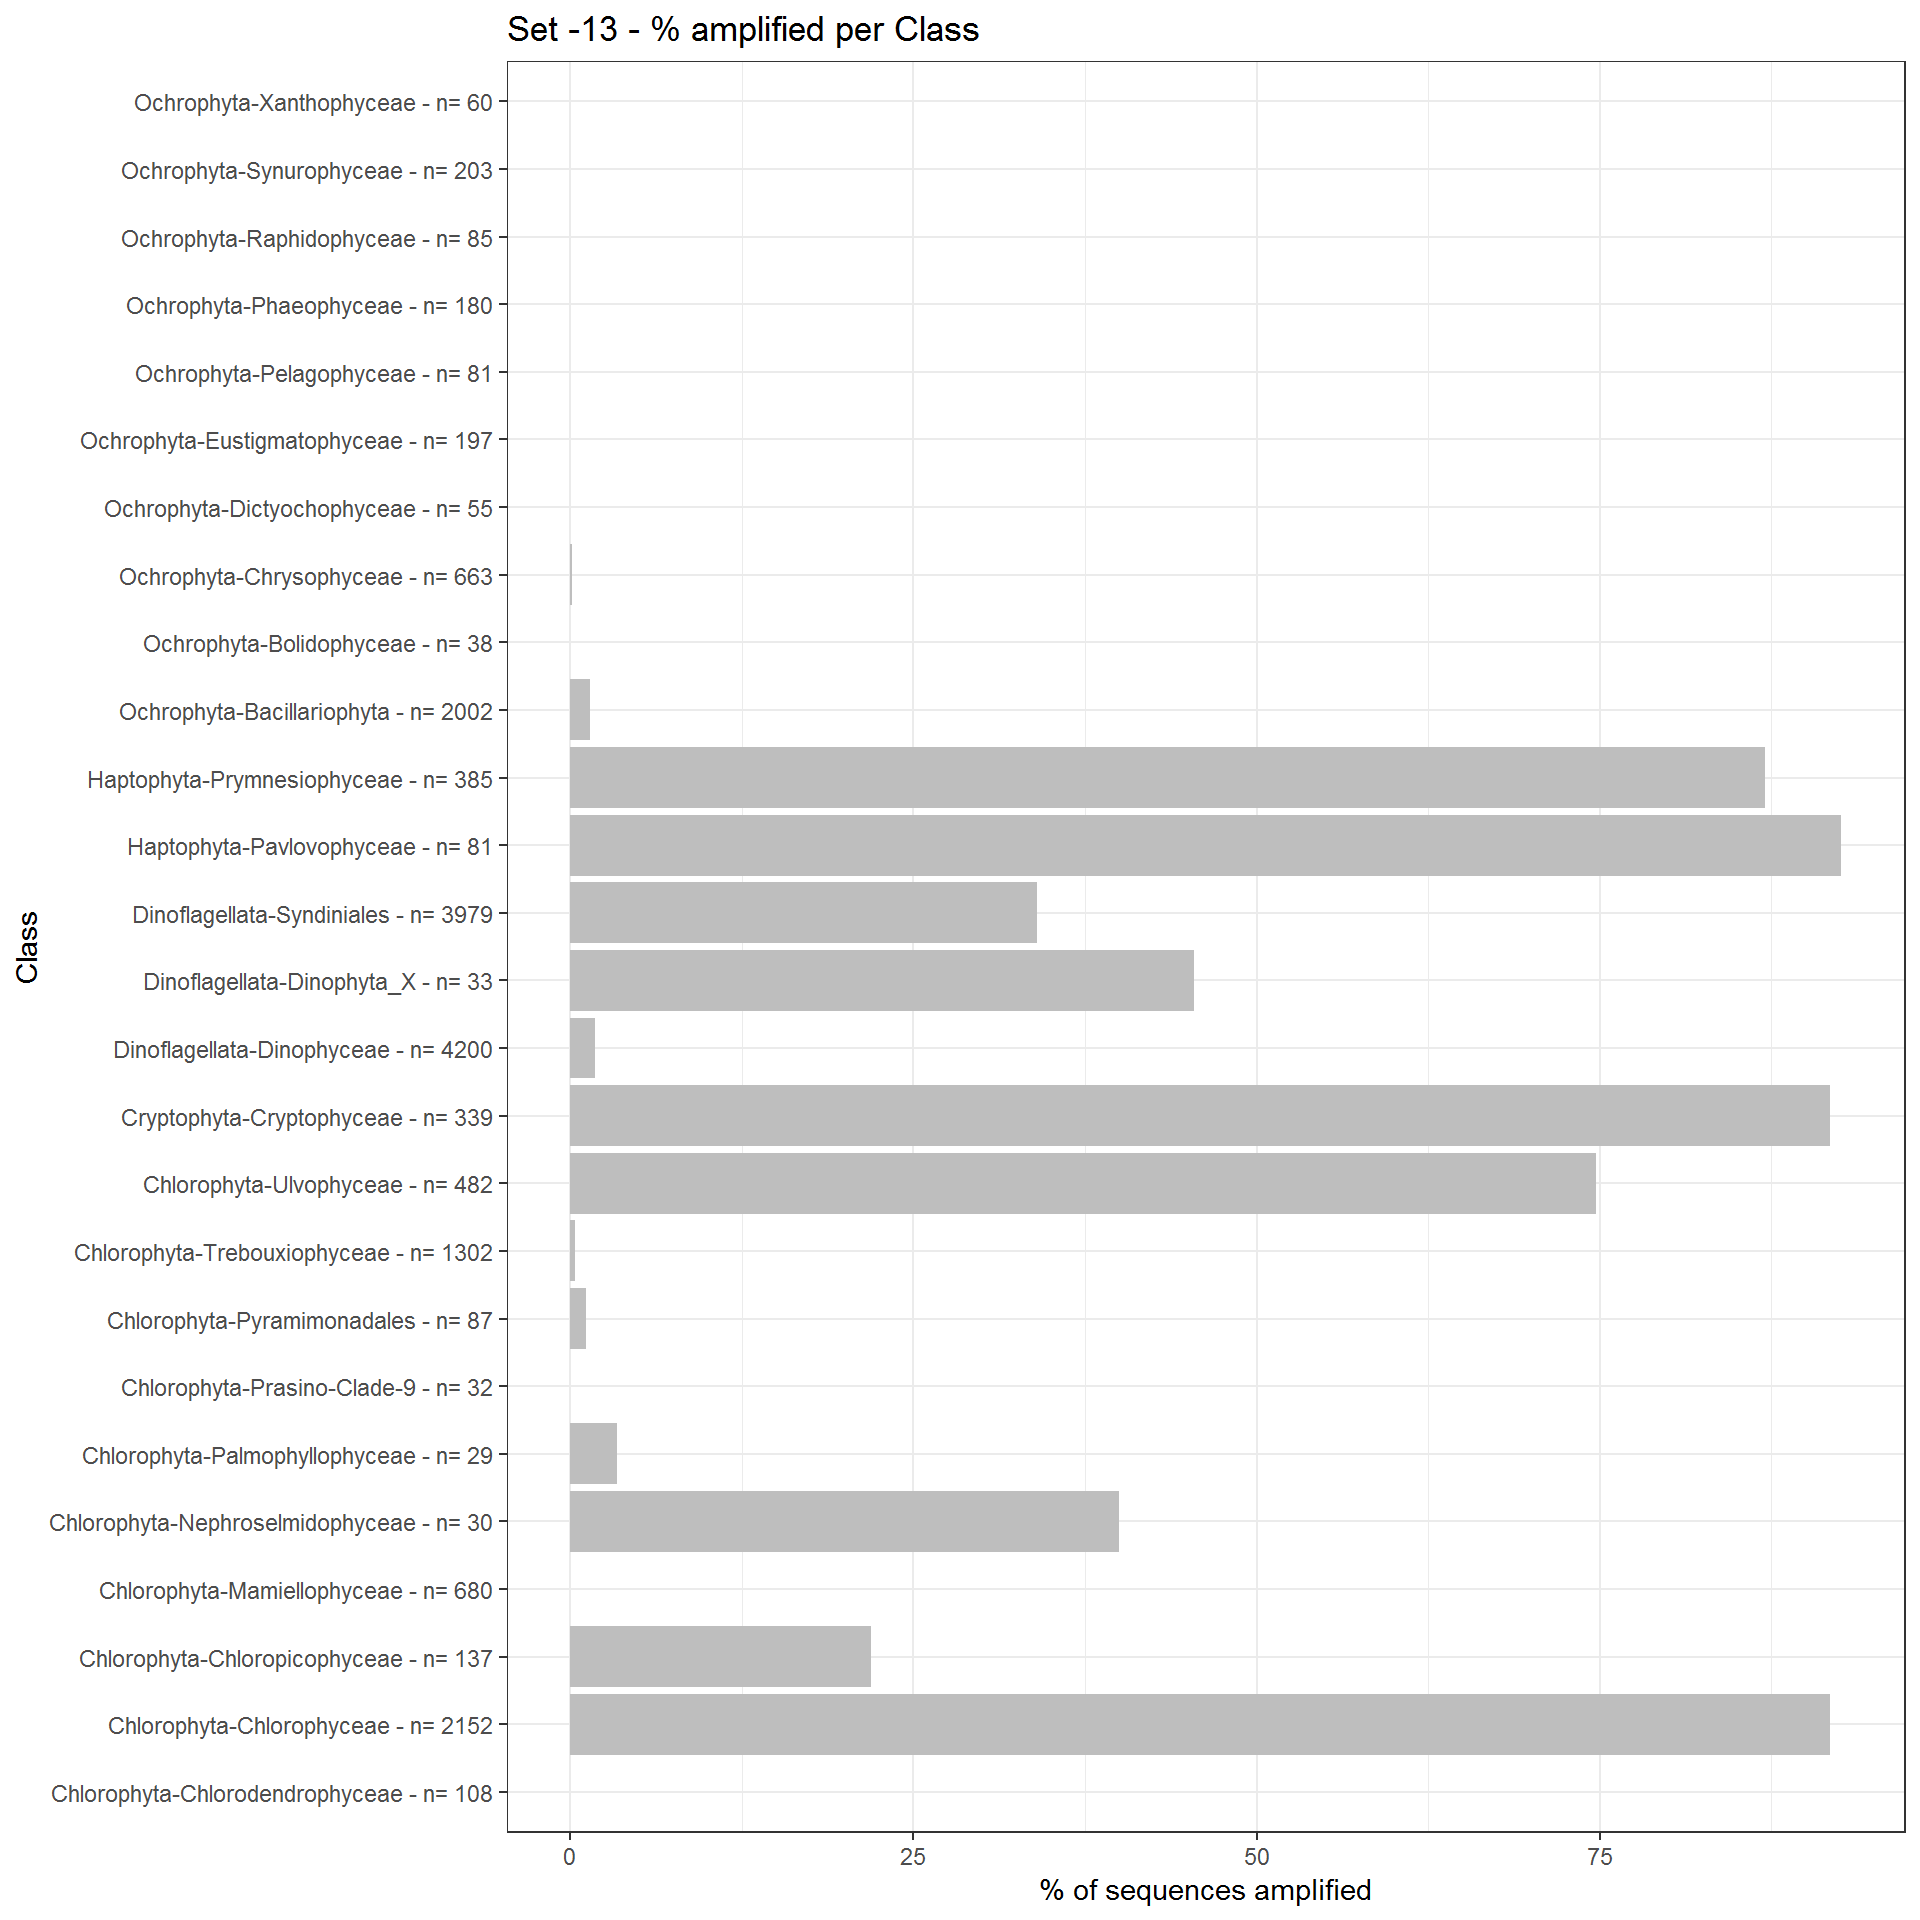 Set -13 - % amplified per Class
Ochrophyta-Xanthophyceae - n= 60
Ochrophyta-Synurophyceae - n= 203
Ochrophyta-Raphidophyceae - n= 85
Ochrophyta-Phaeophyceae - n= 180
Ochrophyta-Pelagophyceae - n= 81
Ochrophyta-Eustigmatophyceae - n= 197
Ochrophyta-Dictyochophyceae - n= 55
Ochrophyta-Chrysophyceae - n= 663
Ochrophyta-Bolidophyceae - n= 38
Ochrophyta-Bacillariophyta - n= 2002
Haptophyta-Prymnesiophyceae - n= 385
Haptophyta-Pavlovophyceae - n= 81
Dinoflagellata-Syndiniales - n= 3979
Dinoflagellata-Dinophyta_X - n= 33
Dinoflagellata-Dinophyceae - n= 4200
Cryptophyta-Cryptophyceae - n= 339
Chlorophyta-Ulvophyceae - n= 482
Chlorophyta-Trebouxiophyceae - n= 1302
Chlorophyta-Pyramimonadales - n= 87
Chlorophyta-Prasino-Clade-9 - n= 32
Chlorophyta-Palmophyllophyceae - n= 29
Chlorophyta-Nephroselmidophyceae - n= 30
Chlorophyta-Mamiellophyceae - n= 680
Chlorophyta-Chloropicophyceae - n= 137
Chlorophyta-Chlorophyceae - n= 2152
Chlorophyta-Chlorodendrophyceae - n= 108
Class
0 25 50 75
% of sequences amplified